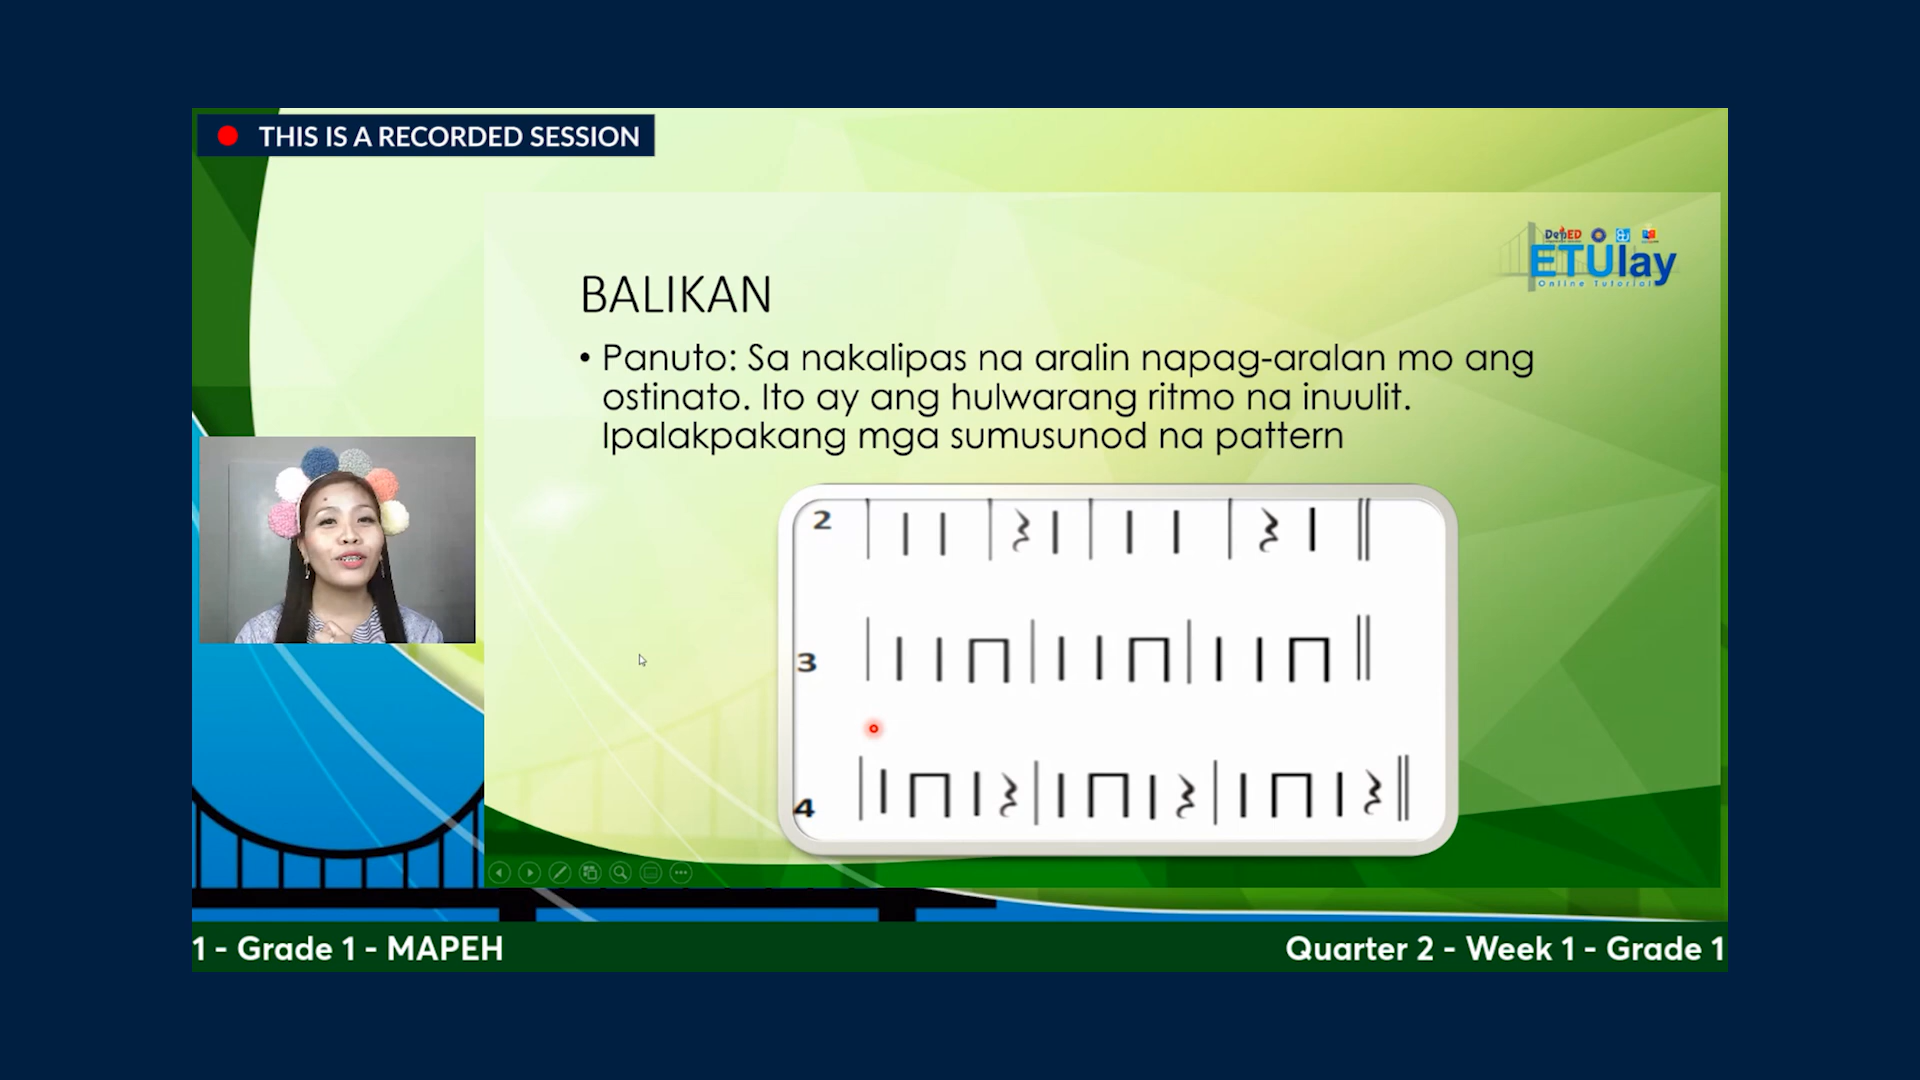 THIS IS A RECORDED SESSION
DepED
ETUlay
Online Tutorial
BALIKAN
• Panuto: Sa nakalipas na aralin napag-aralan mo ang
ostinato. Ito ay ang hulwarang ritmo na inuulit.
Ipalakpakang mga sumusunod na pattern
2
3
4
1 - Grade 1 - MAPEH
Quarter 2 - Week 1 - Grade 1